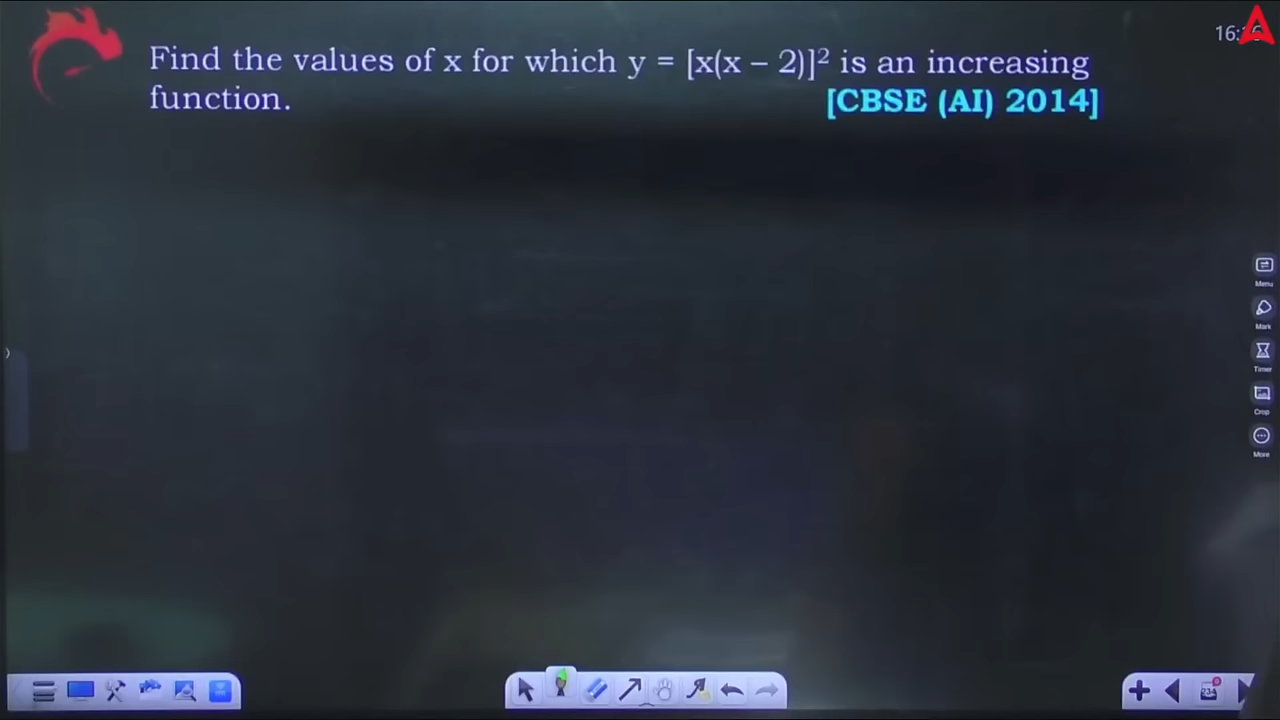 Find the values of x for which y = [x(x – 2)]² is an increasing
function.
[CBSE (AI) 2014]
Menu
Mark
Timer
Crop
More